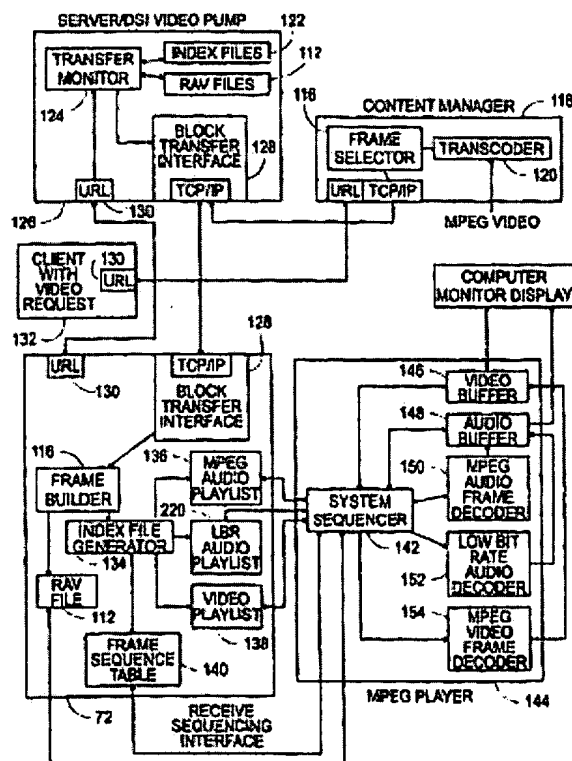 SERVER/DSI VIDEO PUMP
122
INDEX FILES
112
TRANSFER
MONITOR
RAV FILES
124
116
CONTENT MANAGER
118
BLOCK
TRANSFER
INTERFACE
128
FRAME
SELECTOR
TRANSCODER
120
URL
TCP/IP
URL
TCP/IP
126
130
MPEG VIDEO
CLIENT
WITH
VIDEO
REQUEST
130
URL
132
COMPUTER
MONITOR DISPLAY
128
URL
130
TCP/IP
BLOCK
TRANSFER
INTERFACE
146
VIDEO
BUFFER
148
AUDIO
BUFFER
116
136
FRAME
BUILDER
MPEG
AUDIO
PLAYLIST
150
MPEG
AUDIO
FRAME
DECODER
220
SYSTEM
SEQUENCER
142
INDEX FILE
GENERATOR
134
LBR
AUDIO
PLAYLIST
152
LOW BIT
RATE
AUDIO
DECODER
RAV
FILE
112
VIDEO
PLAYLIST
138
154
MPEG
VIDEO
FRAME
DECODER
FRAME
SEQUENCE
TABLE
140
72
RECEIVE
SEQUENCING
INTERFACE
MPEG PLAYER
144